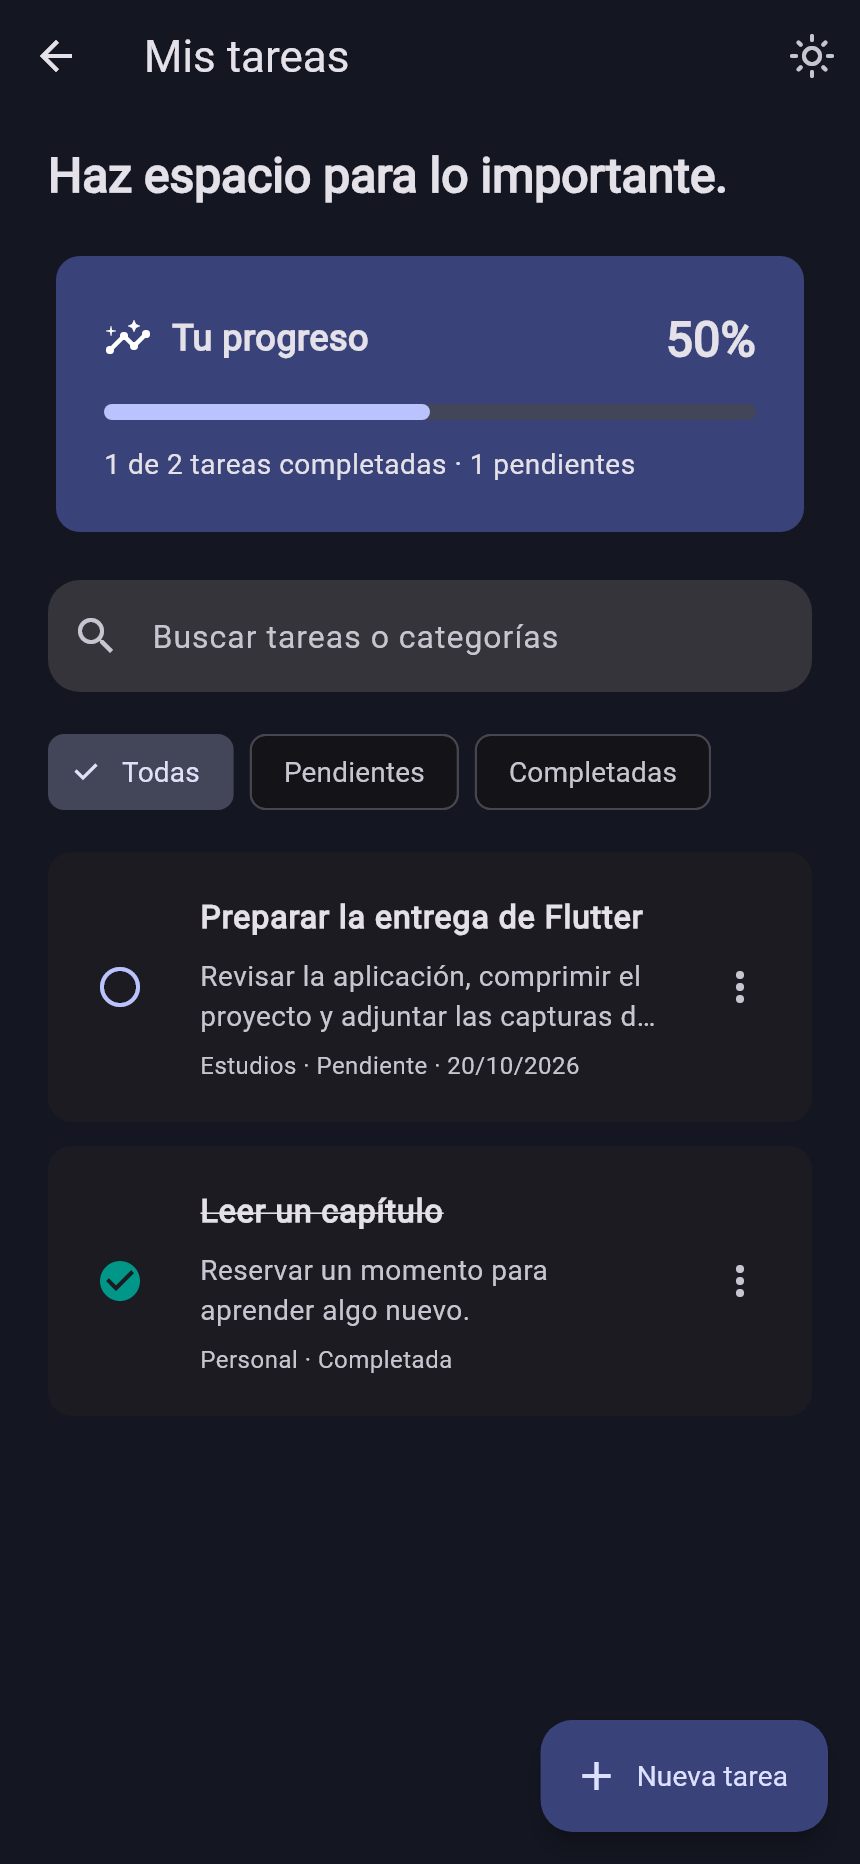 Mis tareas
Haz espacio para lo importante.
Tu progreso 50%
1 de 2 tareas completadas · 1 pendientes
Buscar tareas o categorías
Todas Pendientes Completadas
Preparar la entrega de Flutter
Revisar la aplicación, comprimir el
proyecto y adjuntar las capturas d…
Estudios · Pendiente · 20/10/2026
Leer un capítulo
Reservar un momento para
aprender algo nuevo.
Personal · Completada
Nueva tarea